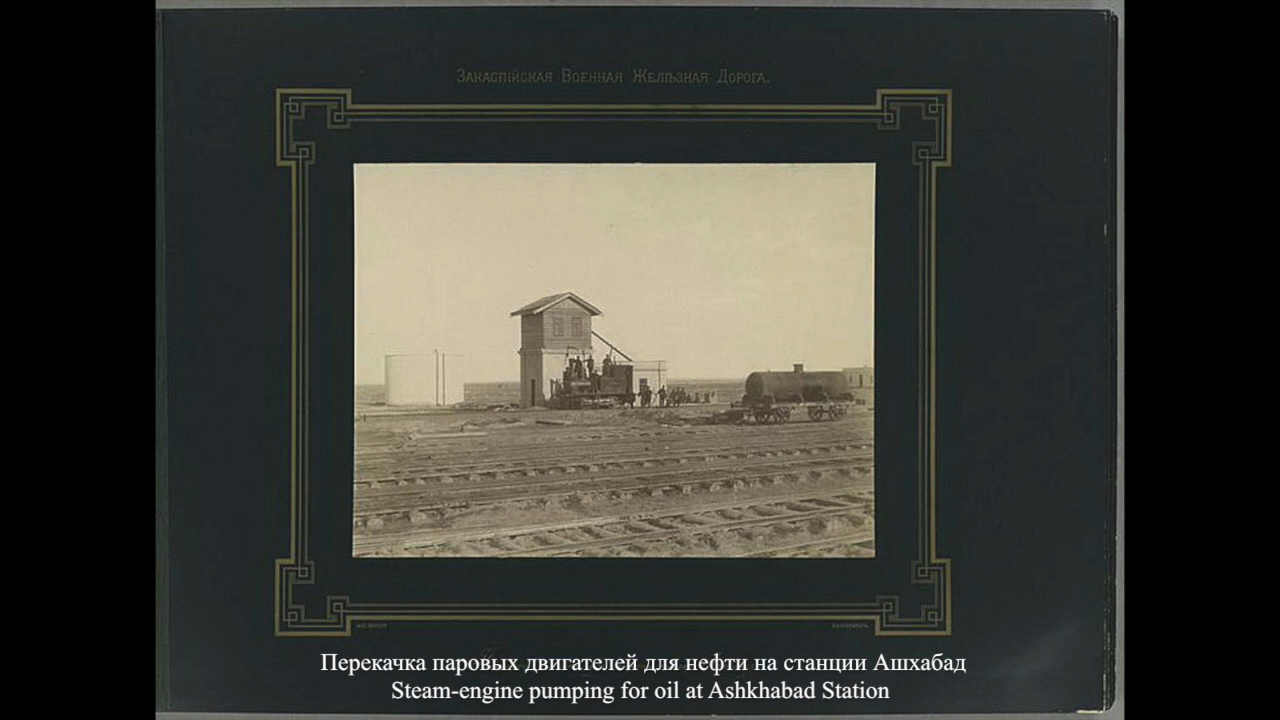 Закаспійская Военная Желѣзная Дорога.
Перекачка паровых двигателей для нефти на станции Ашхабад
Steam-engine pumping for oil at Ashkhabad Station